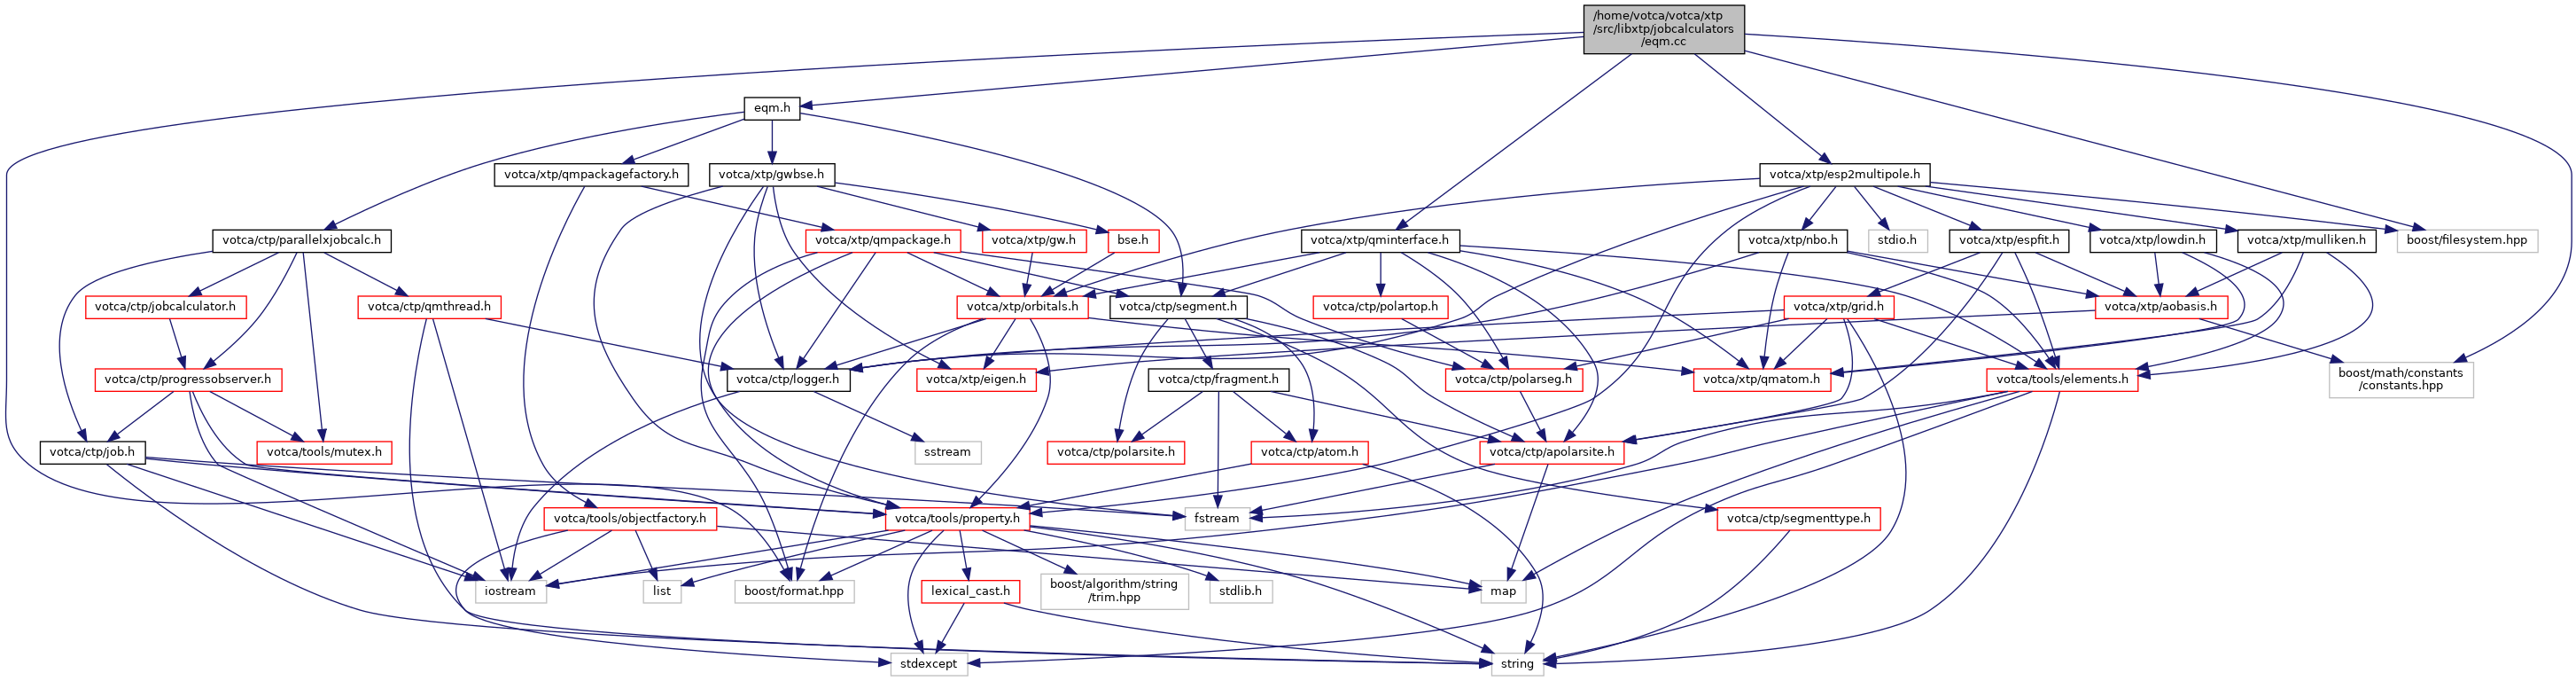 /home/votca/votca/xtp
/src/libxtp/jobcalculators
/eqm.cc
eqm.h
votca/xtp/qmpackagefactory.h
votca/xtp/gwbse.h
votca/xtp/esp2multipole.h
votca/ctp/parallelxjobcalc.h
votca/xtp/qmpackage.h
votca/xtp/gw.h
bse.h
votca/xtp/qminterface.h
votca/xtp/nbo.h
stdio.h
votca/xtp/espfit.h
votca/xtp/lowdin.h
votca/xtp/mulliken.h
boost/filesystem.hpp
votca/ctp/jobcalculator.h
votca/ctp/qmthread.h
votca/xtp/orbitals.h
votca/ctp/segment.h
votca/ctp/polartop.h
votca/xtp/grid.h
votca/xtp/aobasis.h
votca/ctp/progressobserver.h
votca/ctp/logger.h
votca/xtp/eigen.h
votca/ctp/fragment.h
votca/ctp/polarseg.h
votca/xtp/qmatom.h
votca/tools/elements.h
boost/math/constants
/constants.hpp
votca/ctp/job.h
votca/tools/mutex.h
sstream
votca/ctp/polarsite.h
votca/ctp/atom.h
votca/ctp/apolarsite.h
votca/tools/objectfactory.h
votca/tools/property.h
fstream
votca/ctp/segmenttype.h
iostream
list
boost/format.hpp
lexical_cast.h
boost/algorithm/string
/trim.hpp
stdlib.h
map
stdexcept
string